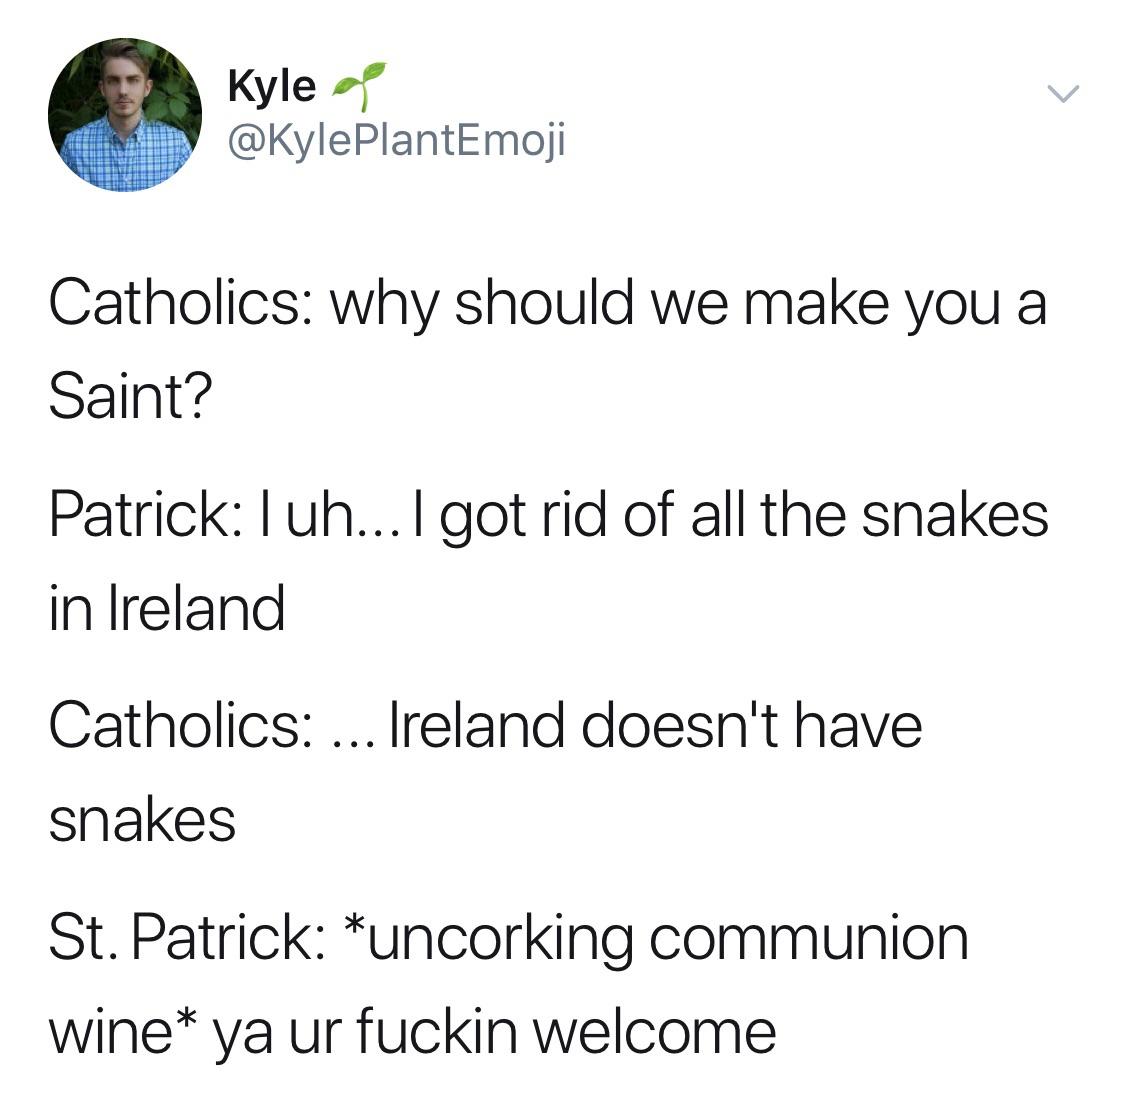 Kyle 🌱
@KylePlantEmoji
Catholics: why should we make you a
Saint?
Patrick: I uh... I got rid of all the snakes
in Ireland
Catholics: ... Ireland doesn't have
snakes
St. Patrick: *uncorking communion
wine* ya ur fuckin welcome